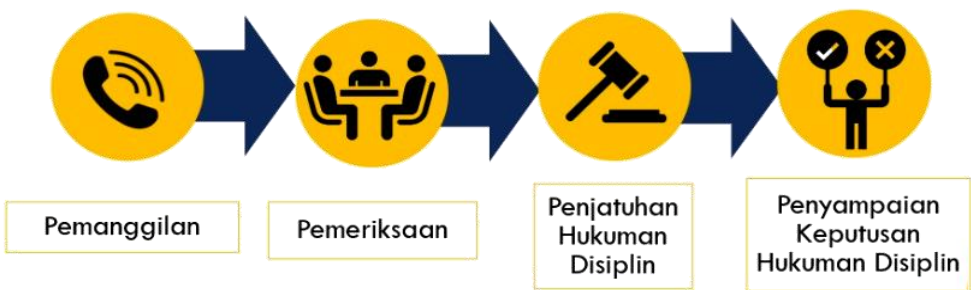 Pemanggilan
Pemeriksaan
Penjatuhan
Hukuman
Disiplin
Penyampaian
Keputusan
Hukuman Disiplin